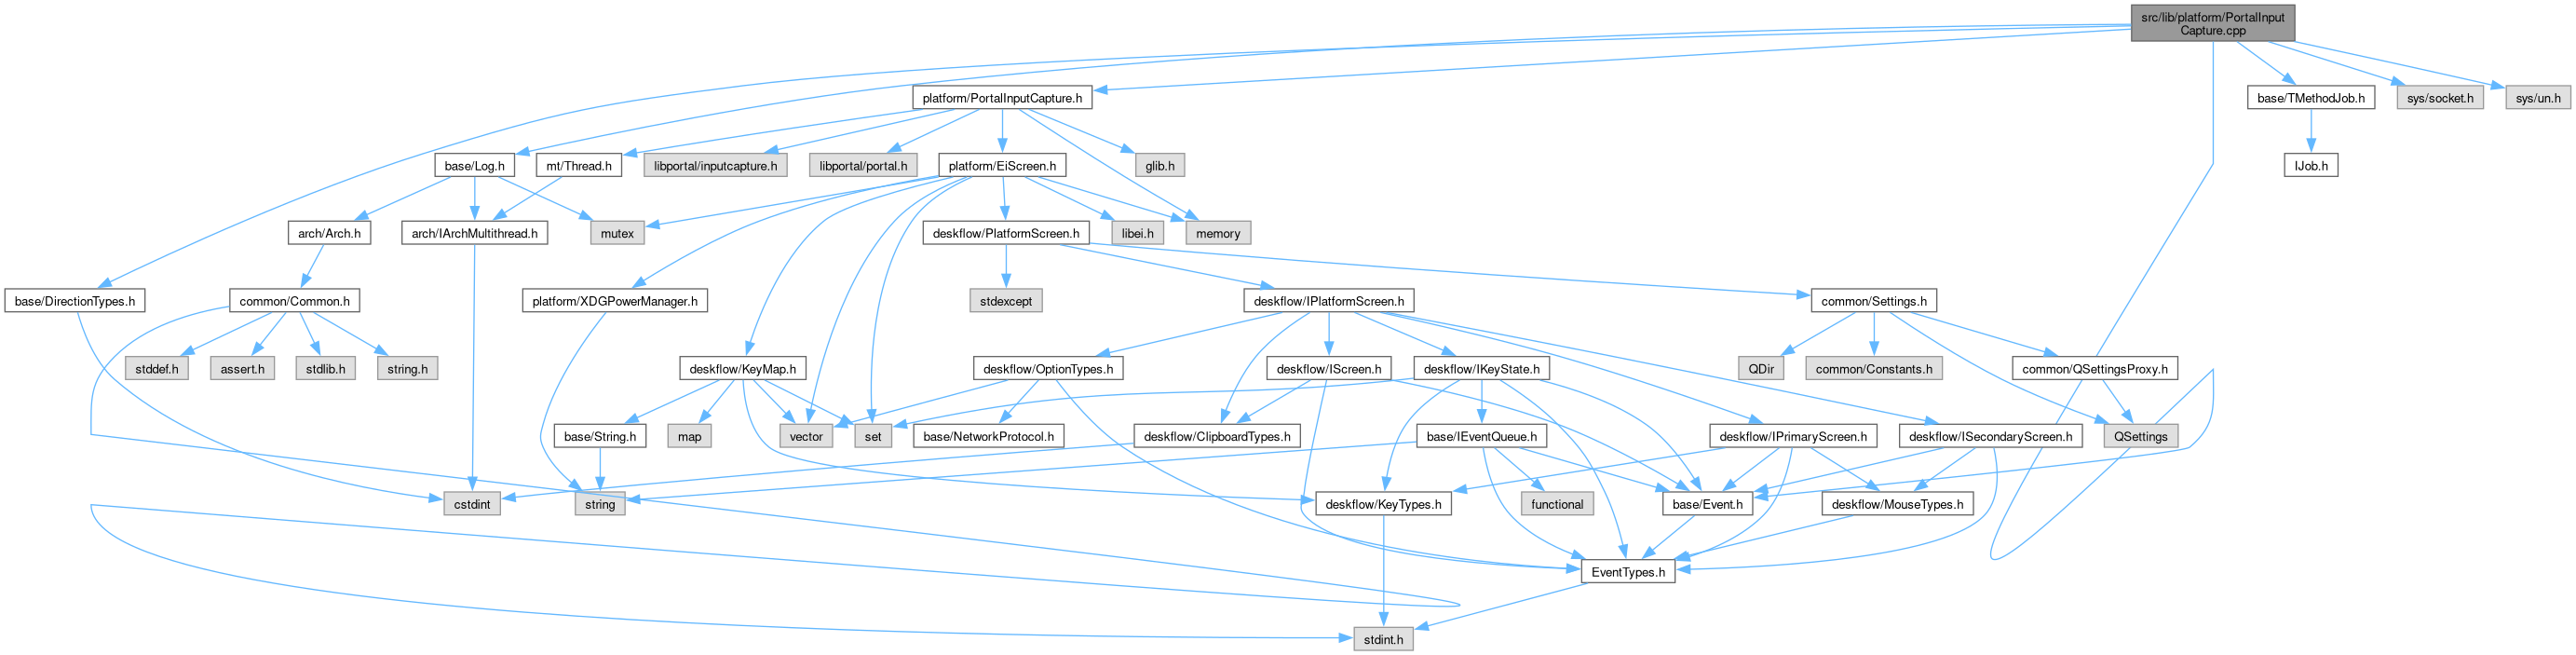 src/lib/platform/PortalInput
Capture.cpp
platform/PortalInputCapture.h
base/TMethodJob.h
sys/socket.h
sys/un.h
base/Log.h
mt/Thread.h
libportal/inputcapture.h
libportal/portal.h
platform/EiScreen.h
glib.h
IJob.h
arch/Arch.h
arch/IArchMultithread.h
mutex
deskflow/PlatformScreen.h
libei.h
memory
base/DirectionTypes.h
common/Common.h
platform/XDGPowerManager.h
stdexcept
deskflow/IPlatformScreen.h
common/Settings.h
stddef.h
assert.h
stdlib.h
string.h
deskflow/KeyMap.h
deskflow/OptionTypes.h
deskflow/IScreen.h
deskflow/IKeyState.h
QDir
common/Constants.h
common/QSettingsProxy.h
base/String.h
map
vector
set
base/NetworkProtocol.h
deskflow/ClipboardTypes.h
base/IEventQueue.h
deskflow/IPrimaryScreen.h
deskflow/ISecondaryScreen.h
QSettings
cstdint
string
deskflow/KeyTypes.h
functional
base/Event.h
deskflow/MouseTypes.h
EventTypes.h
stdint.h